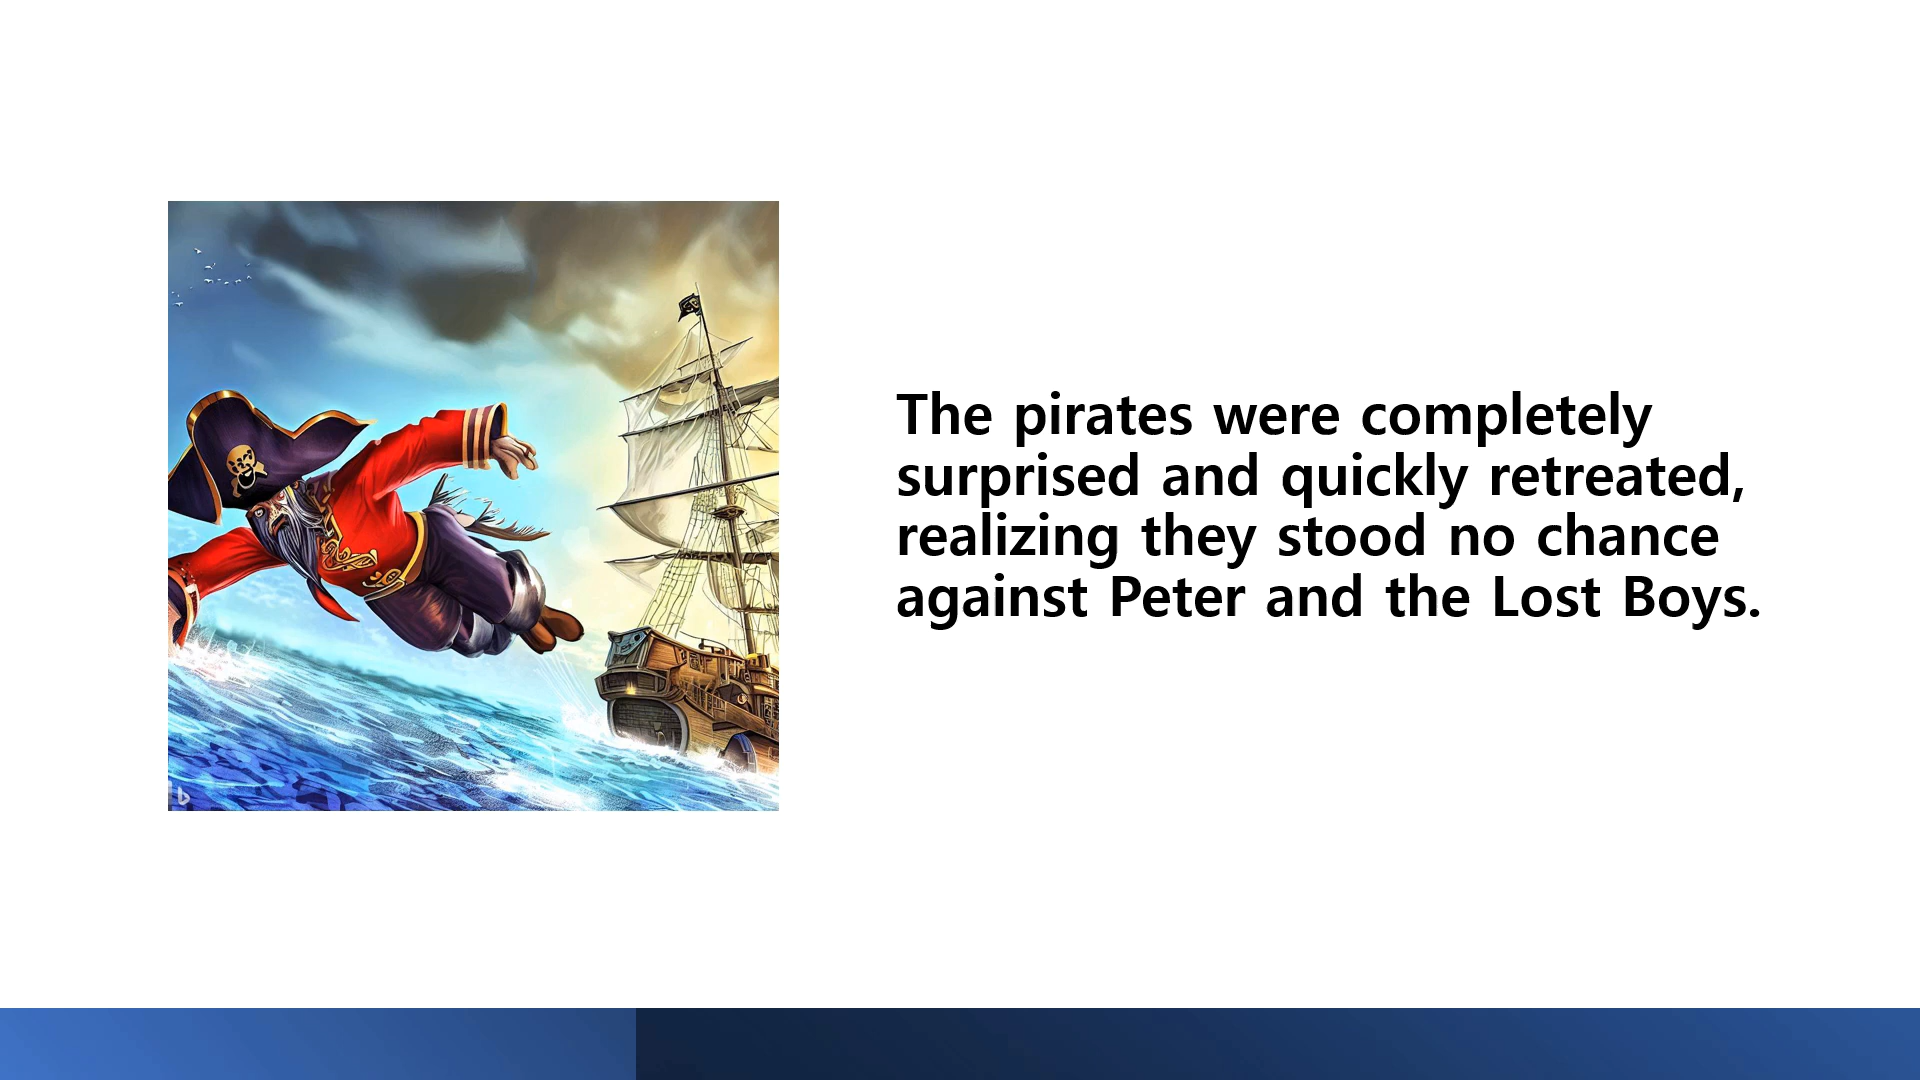 The pirates were completely
surprised and quickly retreated,
realizing they stood no chance
against Peter and the Lost Boys.